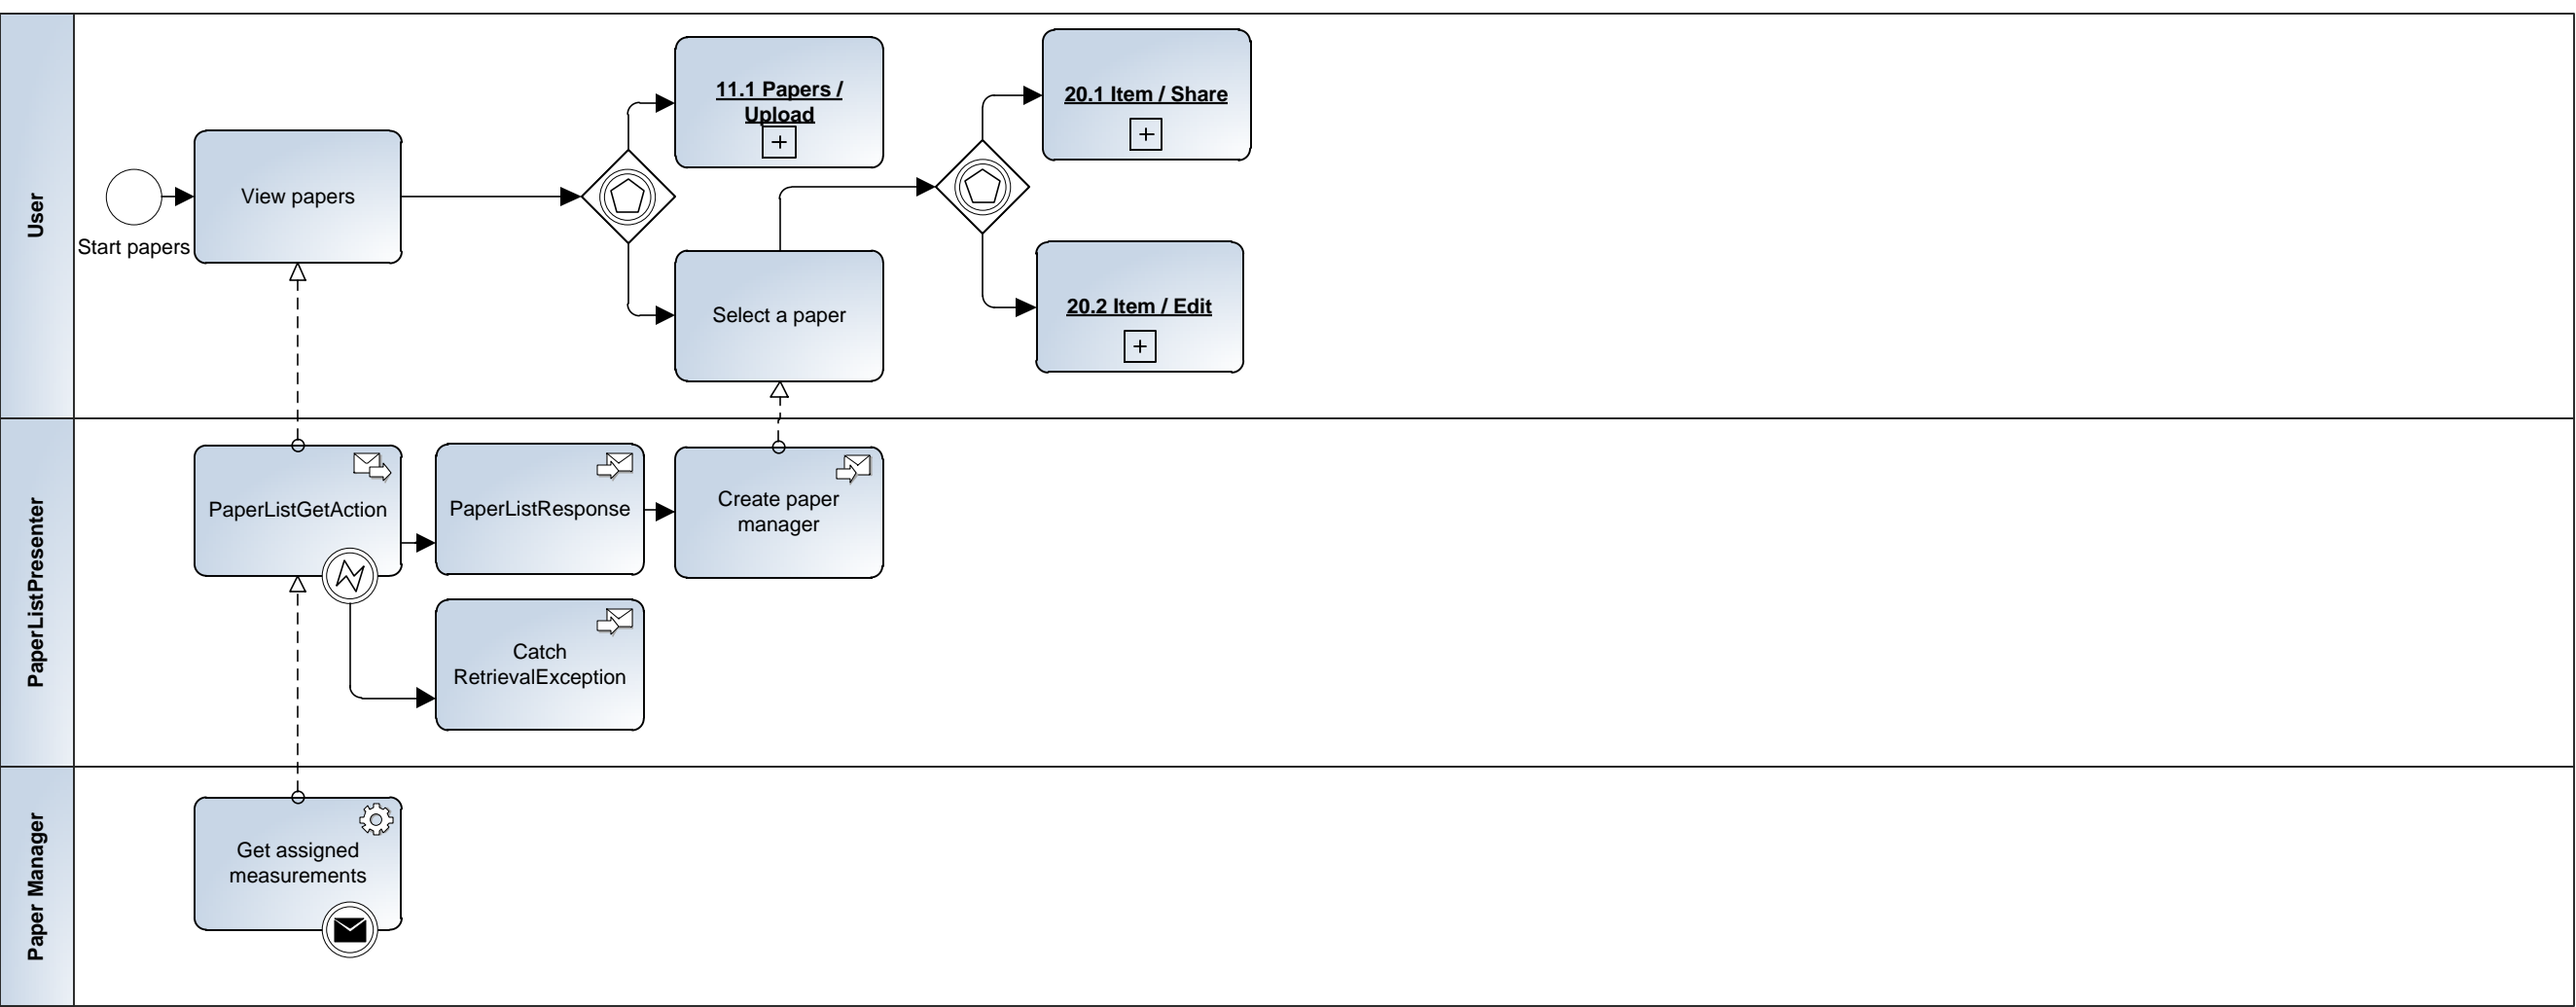 User
Start papers
View papers
11.1 Papers /
Upload
Select a paper
20.1 Item / Share
20.2 Item / Edit
PaperListPresenter
PaperListGetAction
PaperListResponse
Create paper
manager
Catch
RetrievalException
Paper Manager
Get assigned
measurements